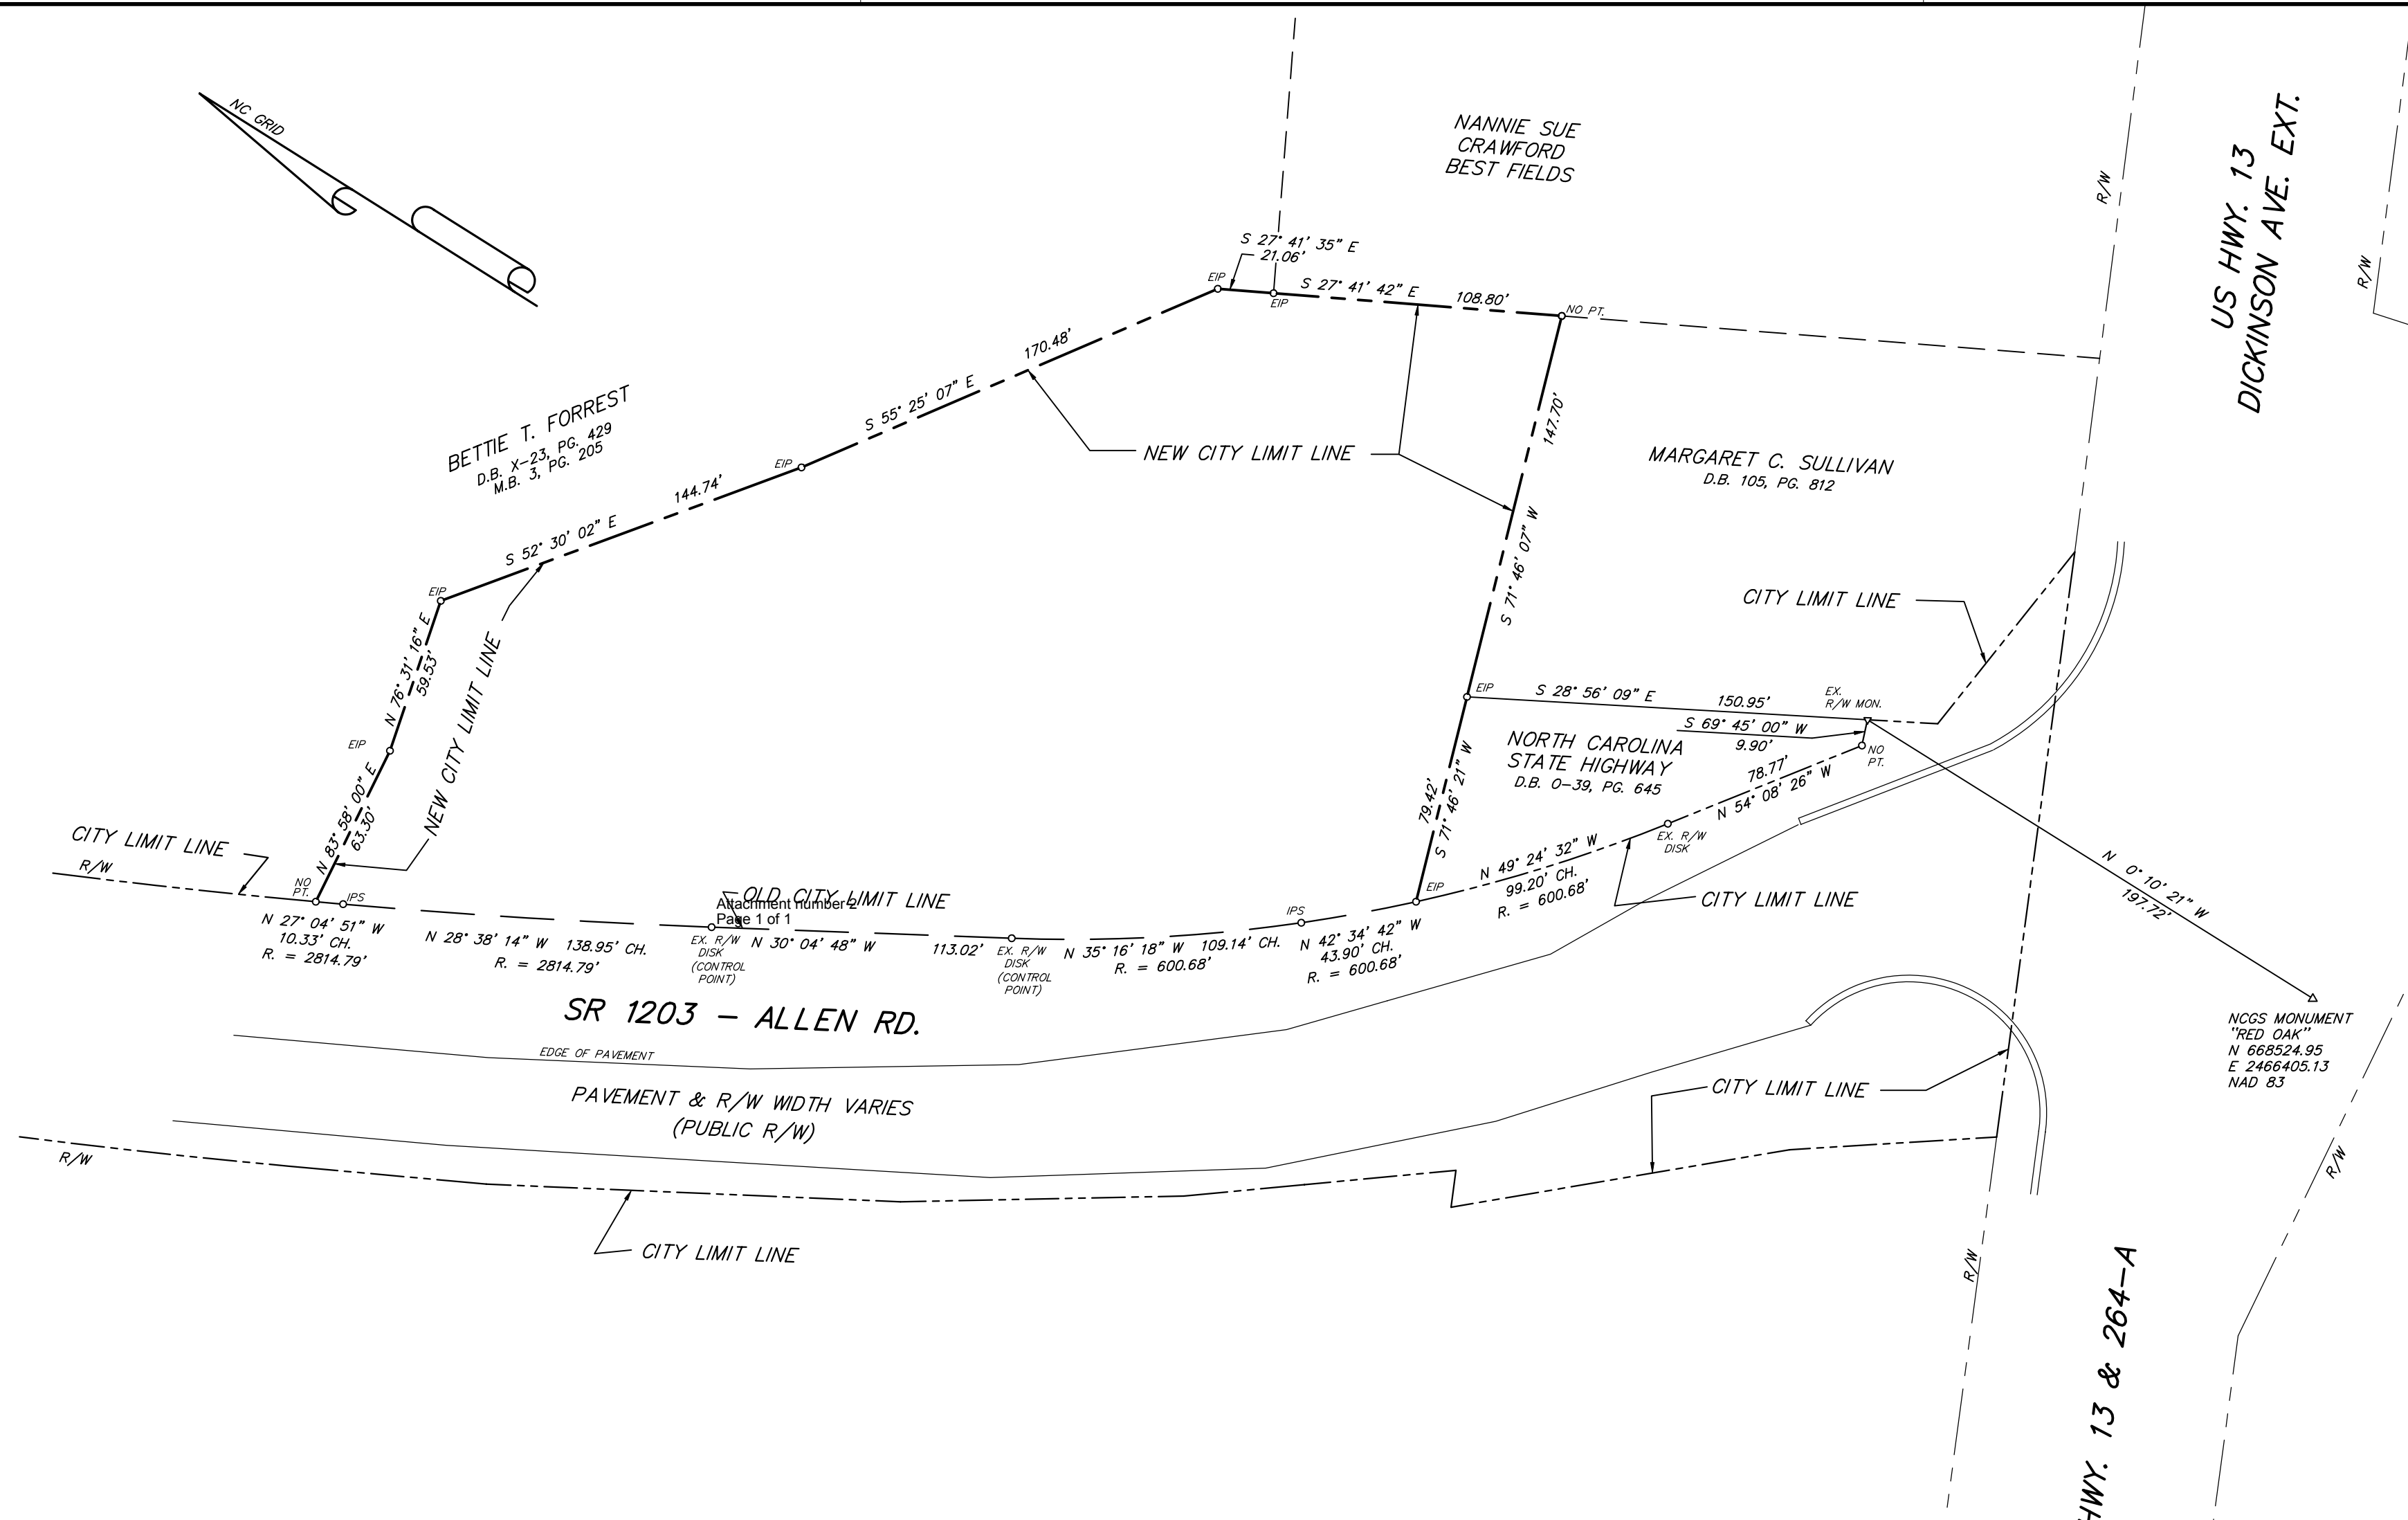 NC GRID
NANNIE SUE
CRAWFORD
BEST FIELDS
R/W
US HWY. 13
DICKINSON AVE. EXT.
R/W
S 27° 41' 35" E
21.06'
EIP
EIP
S 27° 41' 42" E 108.80'
NO PT.
170.48'
S 55° 25' 07" E
BETTIE T. FORREST
D.B. X-23, PG. 429
M.B. 3, PG. 205
EIP
144.74'
S 52° 30' 02" E
NEW CITY LIMIT LINE
147.70'
S 71° 46' 07" W
MARGARET C. SULLIVAN
D.B. 105, PG. 812
CITY LIMIT LINE
EIP
N 76° 31' 16" E
59.53'
NEW CITY LIMIT LINE
EIP
N 83° 58' 00" E
63.30'
EIP
S 28° 56' 09" E 150.95'
EX.
R/W MON.
S 69° 45' 00" W
9.90'
NO
PT.
NORTH CAROLINA
STATE HIGHWAY
D.B. O-39, PG. 645
78.77'
N 54° 08' 26" W
79.42'
S 71° 46' 21" W
EX. R/W
DISK
N 49° 24' 32" W
99.20' CH.
R. = 600.68'
CITY LIMIT LINE
N 0° 10' 21" W
197.72'
CITY LIMIT LINE
R/W
NO
PT.
IPS
OLD CITY LIMIT LINE
Attachment number 2
Page 1 of 1
EIP
IPS
N 27° 04' 51" W
10.33' CH.
R. = 2814.79'
N 28° 38' 14" W 138.95' CH.
R. = 2814.79'
EX. R/W
DISK
(CONTROL
POINT)
N 30° 04' 48" W 113.02'
EX. R/W
DISK
(CONTROL
POINT)
N 35° 16' 18" W 109.14' CH.
R. = 600.68'
N 42° 34' 42" W
43.90' CH.
R. = 600.68'
SR 1203 - ALLEN RD.
EDGE OF PAVEMENT
PAVEMENT & R/W WIDTH VARIES
(PUBLIC R/W)
R/W
NCGS MONUMENT
"RED OAK"
N 668524.95
E 2466405.13
NAD 83
CITY LIMIT LINE
R/W
CITY LIMIT LINE
R/W
HWY. 13 & 264-A